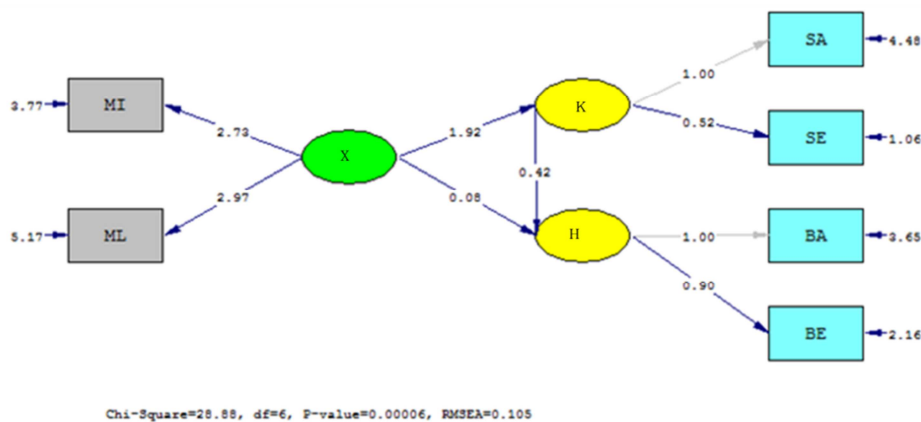 SA
4.48
1.00
3.77
MI
2.73
1.92
K
0.52
SE
1.06
X
0.42
2.97
0.08
5.17
ML
H
1.00
BA
3.65
0.90
BE
2.16
Chi-Square=28.88, df=6, P-value=0.00006, RMSEA=0.105